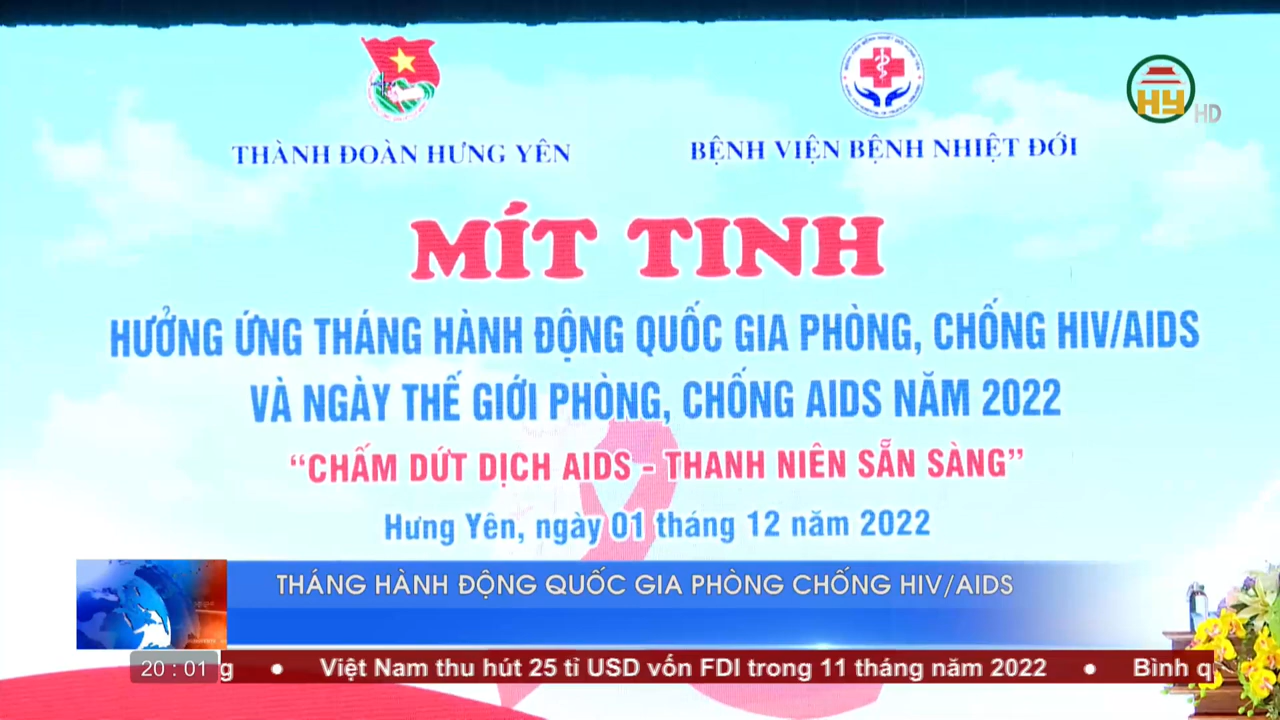 HY HD
THÀNH ĐOÀN HƯNG YÊN
BỆNH VIỆN BỆNH NHIỆT ĐỚI
MÍT TINH
HƯỞNG ỨNG THÁNG HÀNH ĐỘNG QUỐC GIA PHÒNG, CHỐNG HIV/AIDS
VÀ NGÀY THẾ GIỚI PHÒNG, CHỐNG AIDS NĂM 2022
“CHẤM DỨT DỊCH AIDS - THANH NIÊN SẴN SÀNG”
Hưng Yên, ngày 01 tháng 12 năm 2022
THÁNG HÀNH ĐỘNG QUỐC GIA PHÒNG CHỐNG HIV/AIDS
20 : 01 g • Việt Nam thu hút 25 tỉ USD vốn FDI trong 11 tháng năm 2022 • Bình q